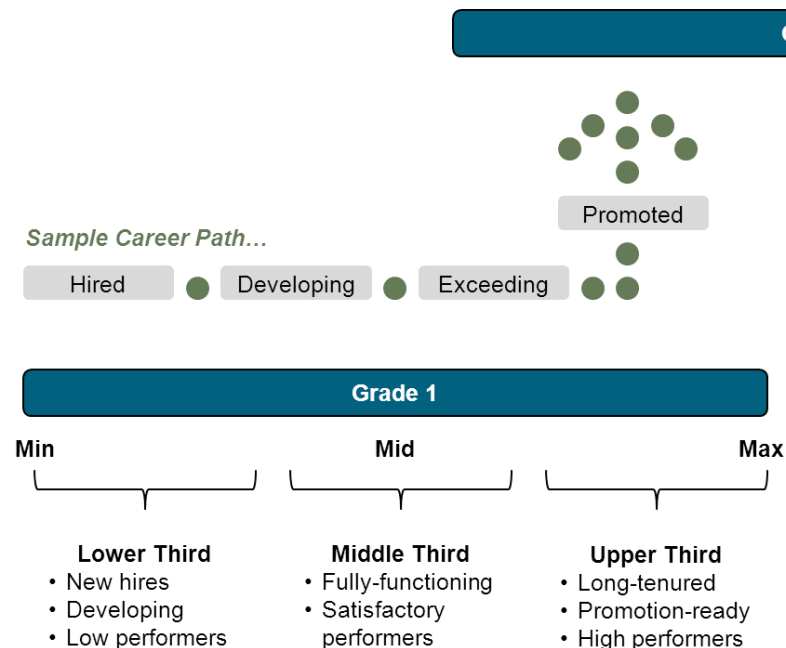 Promoted
Sample Career Path...
Hired
Developing
Exceeding
Grade 1
Min
Mid
Max
Lower Third
• New hires
• Developing
• Low performers
Middle Third
• Fully-functioning
• Satisfactory
performers
Upper Third
• Long-tenured
• Promotion-ready
• High performers